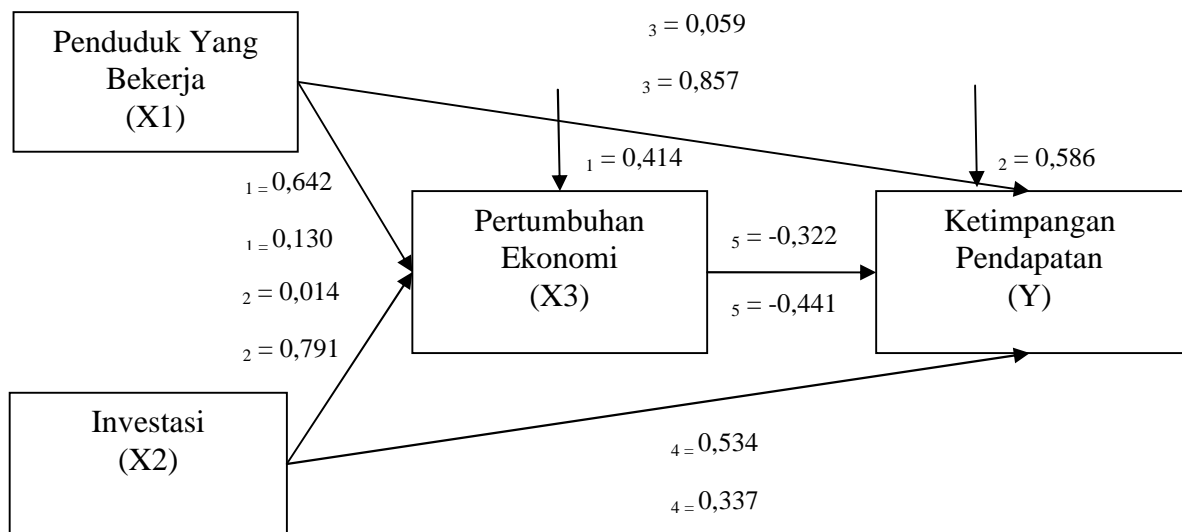 Penduduk Yang
Bekerja
(X1)
3 = 0,059
3 = 0,857
1 = 0,414
2 = 0,586
1 = 0,642
1 = 0,130
2 = 0,014
2 = 0,791
Pertumbuhan
Ekonomi
(X3)
5 = -0,322
5 = -0,441
Ketimpangan
Pendapatan
(Y)
Investasi
(X2)
4 = 0,534
4 = 0,337